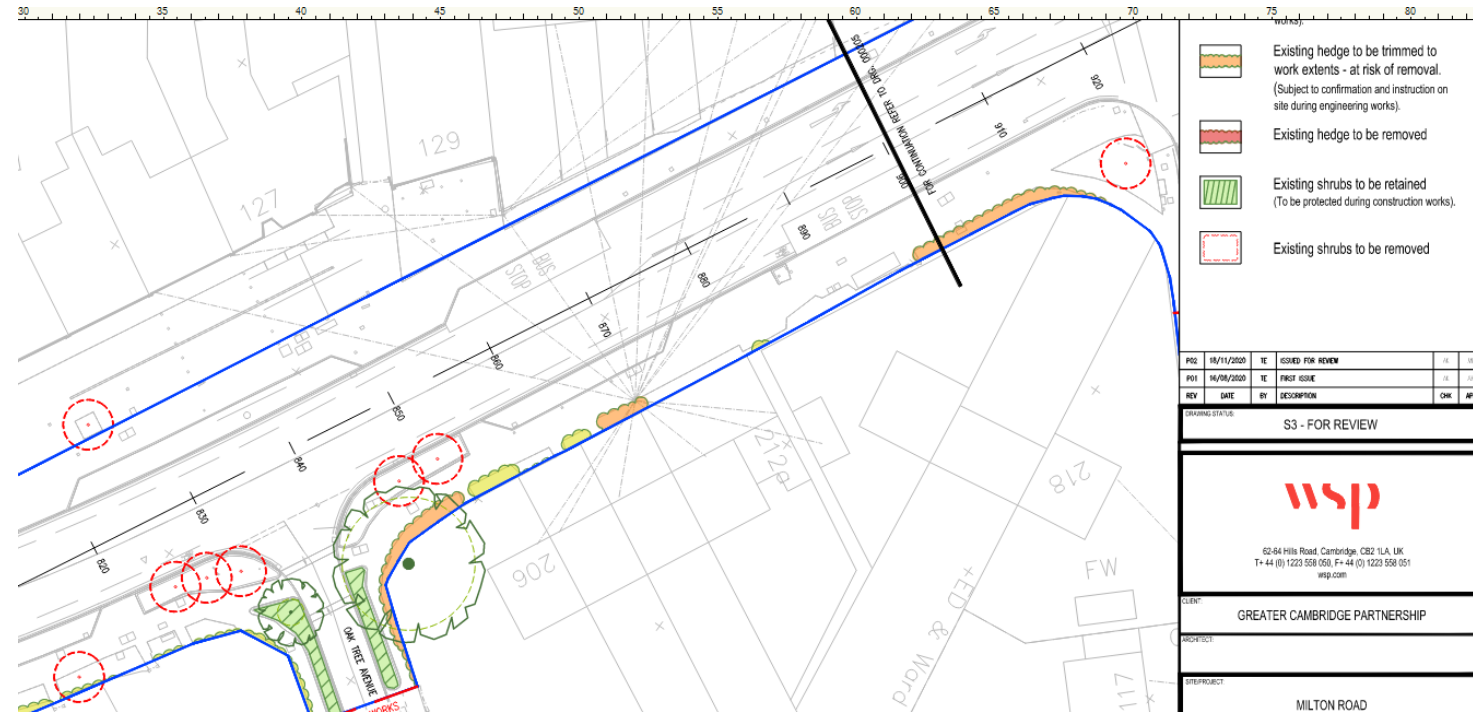 30 35 40 45 50 55 60 65 70 75 80
works).
Existing hedge to be trimmed to
work extents - at risk of removal.
(Subject to confirmation and instruction on
site during engineering works).
Existing hedge to be removed
Existing shrubs to be retained
(To be protected during construction works).
Existing shrubs to be removed
FOR CONTINUATION REFER TO DRG. 000/05
129
127
920
910
900
890
880
870
860
850
840
830
820
BUS
STOP
BUS
STOP
212a
218
206
FW
+ED & Ward
117
OAK TREE AVENUE
WORKS
P02 18/11/2020 TE ISSUED FOR REVIEW
P01 16/08/2020 TE FIRST ISSUE
REV DATE BY DESCRIPTION CHK AP
DRAWING STATUS:
S3 - FOR REVIEW
wsp
62-64 Hills Road, Cambridge, CB2 1LA, UK
T+ 44 (0) 1223 558 050, F+ 44 (0) 1223 558 051
wsp.com
CLIENT:
GREATER CAMBRIDGE PARTNERSHIP
ARCHITECT:
SITE/PROJECT
MILTON ROAD